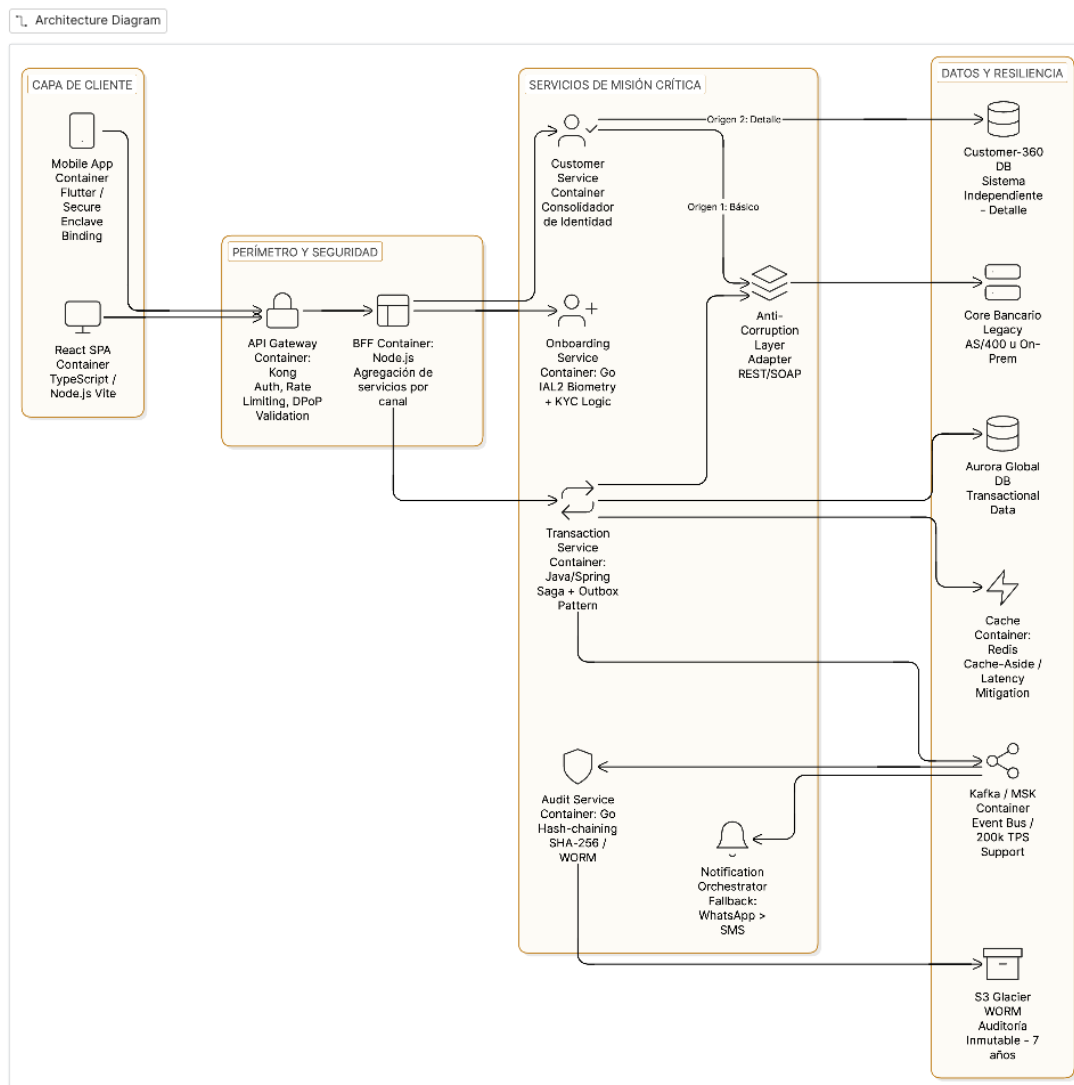 Architecture Diagram
CAPA DE CLIENTE
Mobile App
Container
Flutter /
Secure
Enclave
Binding
React SPA
Container
TypeScript /
Node.js Vite
PERÍMETRO Y SEGURIDAD
API Gateway
Container:
Kong
Auth, Rate
Limiting, DPoP
Validation
BFF Container:
Node.js
Agregación de
servicios por
canal
SERVICIOS DE MISIÓN CRÍTICA
Customer
Service
Container
Consolidador
de Identidad
Origen 2: Detalle
Origen 1: Básico
Onboarding
Service
Container: Go
IAL2 Biometry
+ KYC Logic
Anti-
Corruption
Layer
Adapter
REST/SOAP
Transaction
Service
Container:
Java/Spring
Saga + Outbox
Pattern
Audit Service
Container: Go
Hash-chaining
SHA-256 /
WORM
Notification
Orchestrator
Fallback:
WhatsApp >
SMS
DATOS Y RESILIENCIA
Customer-360
DB
Sistema
Independiente
- Detalle
Core Bancario
Legacy
AS/400 u On-
Prem
Aurora Global
DB
Transactional
Data
Cache
Container:
Redis
Cache-Aside /
Latency
Mitigation
Kafka / MSK
Container
Event Bus /
200k TPS
Support
S3 Glacier
WORM
Auditoría
Inmutable - 7
años